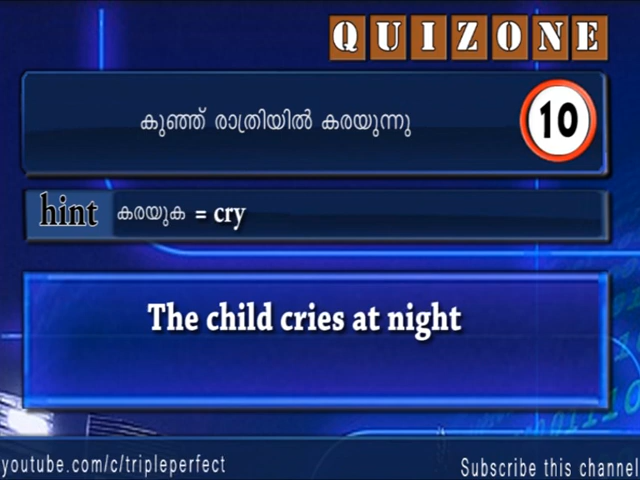 QUIZONE
കുഞ്ഞ് രാത്രിയിൽ കരയുന്നു
10
hint കരയുക = cry
The child cries at night
youtube.com/c/tripleperfect
Subscribe this channel